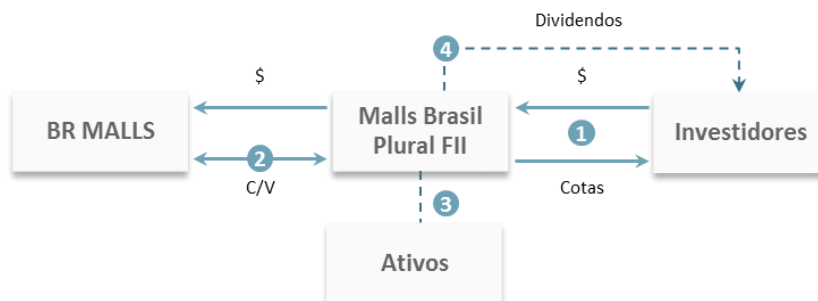 Dividendos
4
$
$
BR MALLS
Malls Brasil
Plural FII
1
Investidores
2
C/V
Cotas
3
Ativos